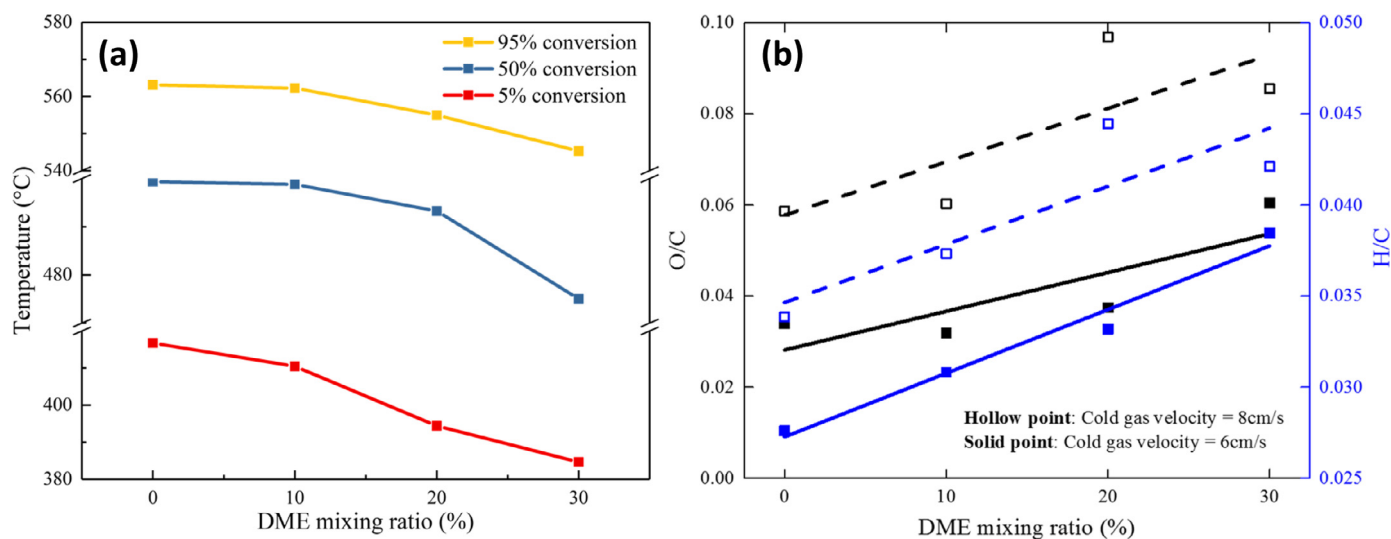 (a)
95% conversion
50% conversion
5% conversion
Temperature (°C)
580
560
540
480
400
380
0 10 20 30
DME mixing ratio (%)
(b)
O/C
0.10
0.08
0.06
0.04
0.02
0.00
Hollow point: Cold gas velocity = 8cm/s
Solid point: Cold gas velocity = 6cm/s
0 10 20 30
DME mixing ratio (%)
H/C
0.050
0.045
0.040
0.035
0.030
0.025